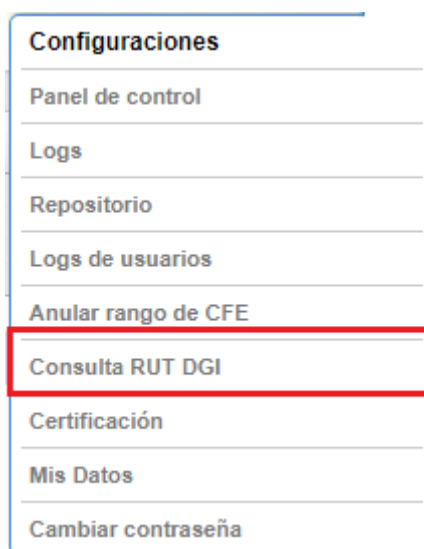 Configuraciones
Panel de control
Logs
Repositorio
Logs de usuarios
Anular rango de CFE
Consulta RUT DGI
Certificación
Mis Datos
Cambiar contraseña